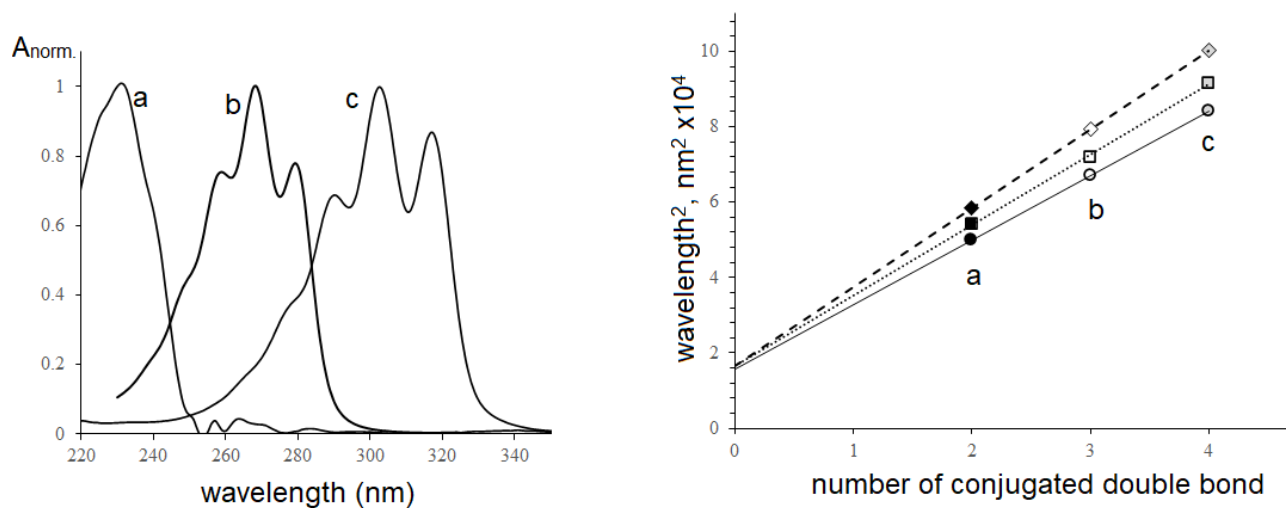 Anorm.
1
0.8
0.6
0.4
0.2
0
a
b
c
220 240 260 280 300 320 340
wavelength (nm)
wavelength², nm² x10⁴
10
8
6
4
2
0
a
b
c
0 1 2 3 4
number of conjugated double bond